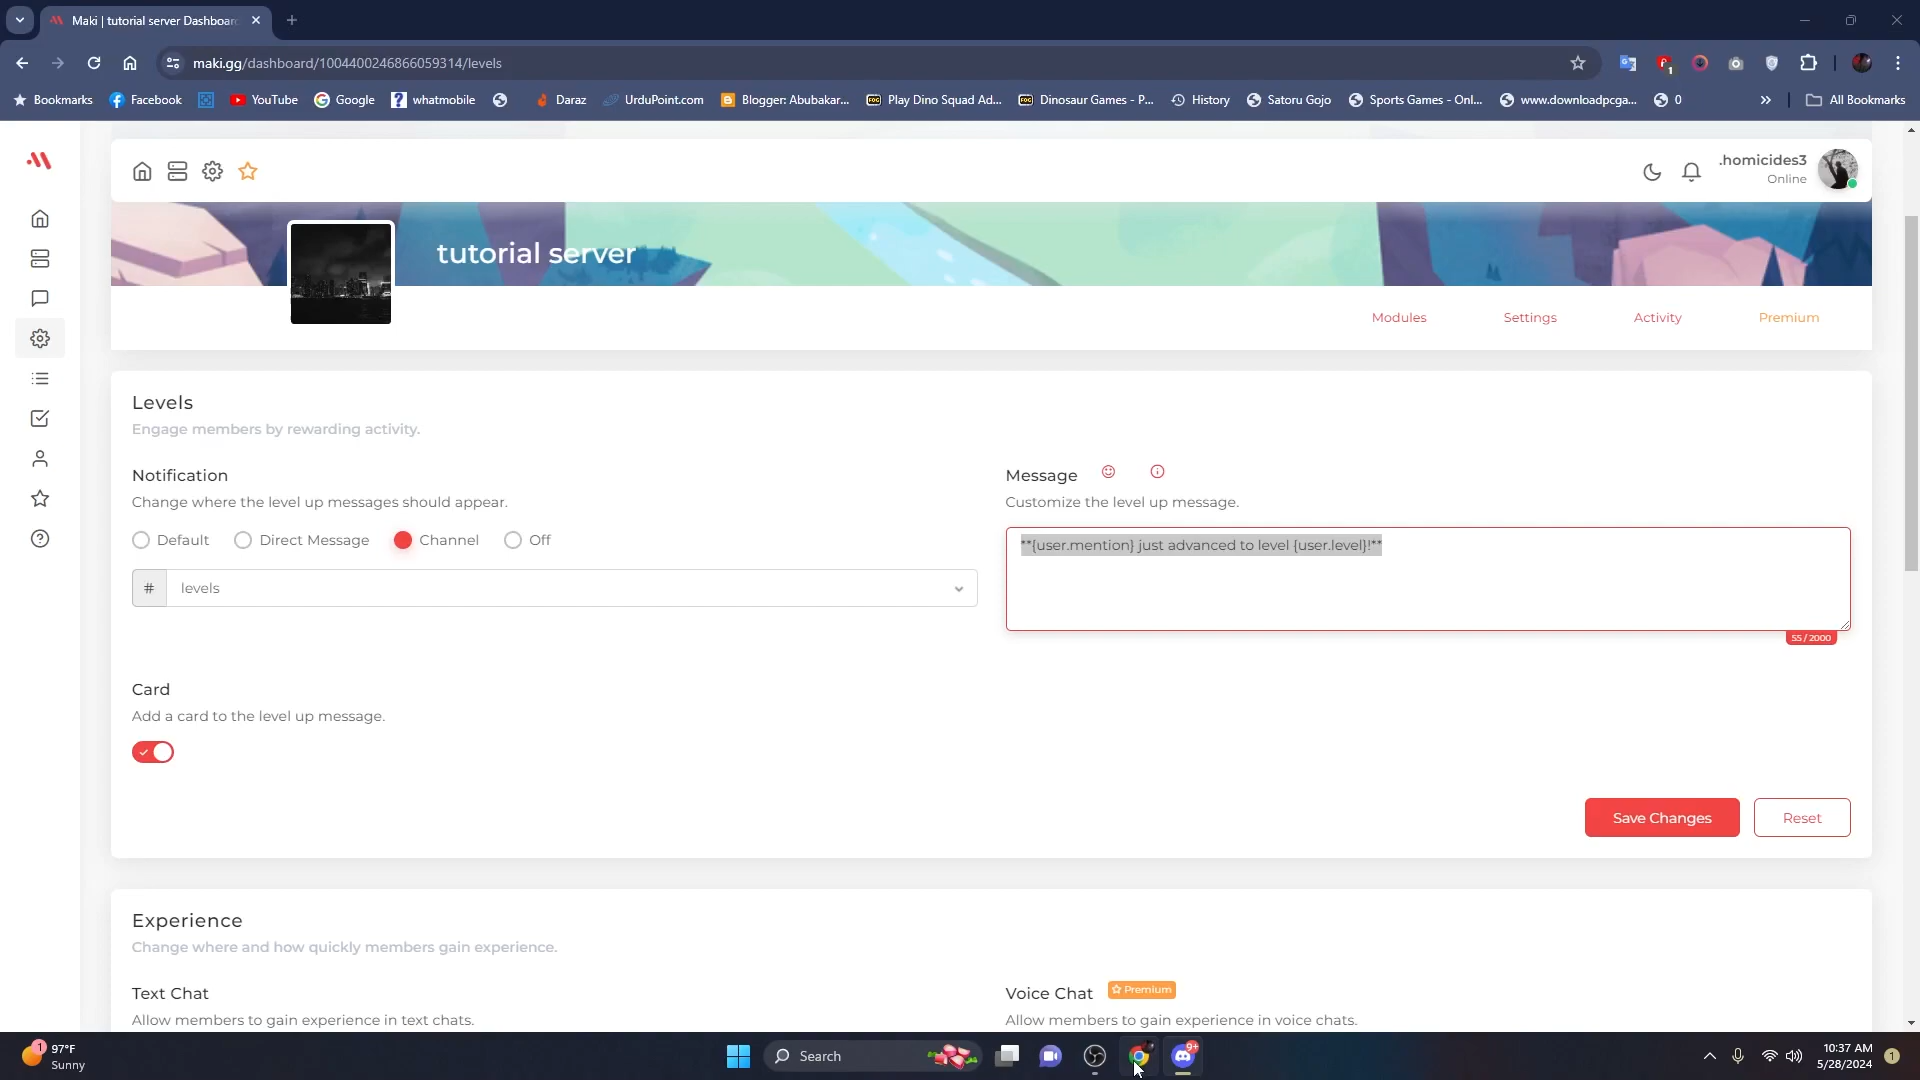 Maki | tutorial server Dashboar
maki.gg/dashboard/1004400246866059314/levels
1
Bookmarks
Facebook
YouTube
Google
whatmobile
Daraz
UrduPoint.com
Blogger: Abubakar...
Play Dino Squad Ad...
Dinosaur Games - P...
History
Satoru Gojo
Sports Games - Onl...
www.downloadpcga...
0
All Bookmarks
.homicides3
Online
tutorial server
Modules
Settings
Activity
Premium
Levels
Engage members by rewarding activity.
Notification
Change where the level up messages should appear.
Default
Direct Message
Channel
Off
# levels
Message
Customize the level up message.
**{user.mention} just advanced to level {user.level}!**
55 / 2000
Card
Add a card to the level up message.
Save Changes
Reset
Experience
Change where and how quickly members gain experience.
Text Chat
Allow members to gain experience in text chats.
Voice Chat
Premium
Allow members to gain experience in voice chats.
1
97°F
Sunny
Search
9+
10:37 AM
5/28/2024
1